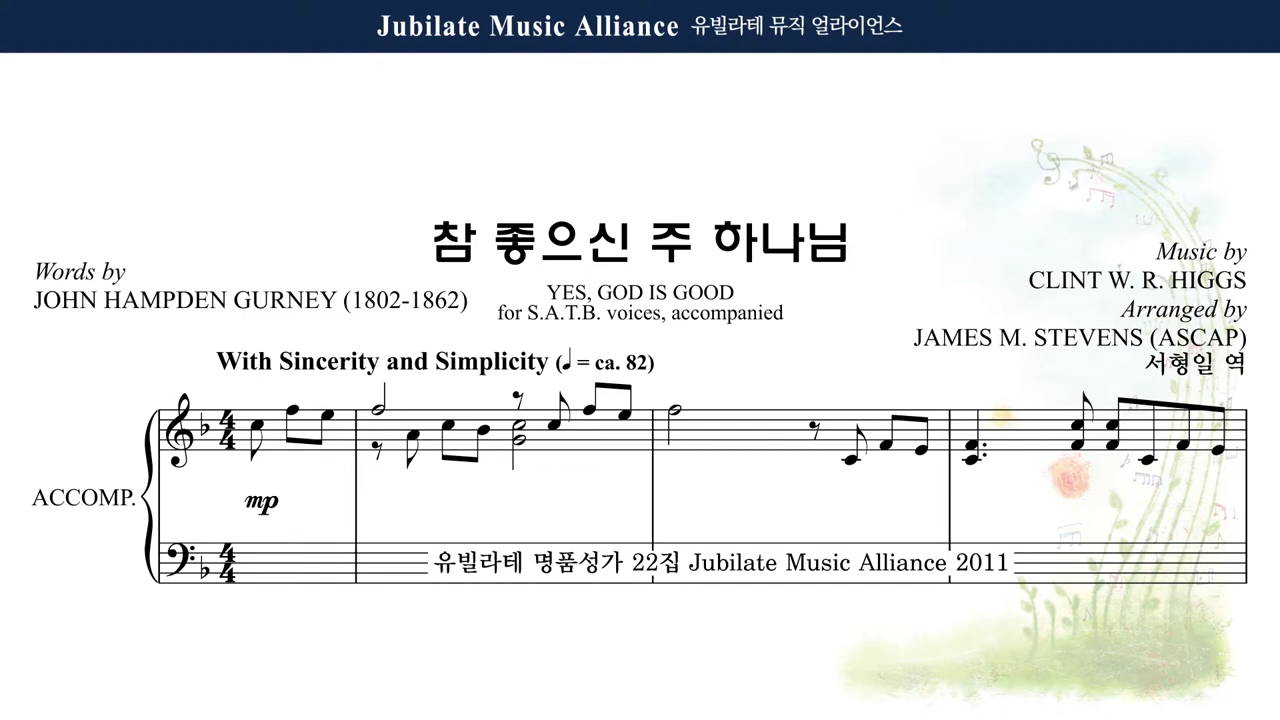 Jubilate Music Alliance 유빌라테 뮤직 얼라이언스
참 좋으신 주 하나님
Words by
JOHN HAMPDEN GURNEY (1802-1862)
YES, GOD IS GOOD
for S.A.T.B. voices, accompanied
Music by
CLINT W. R. HIGGS
Arranged by
JAMES M. STEVENS (ASCAP)
서형일 역
With Sincerity and Simplicity (♩ = ca. 82)
ACCOMP.
mp
유빌라테 명품성가 22집 Jubilate Music Alliance 2011